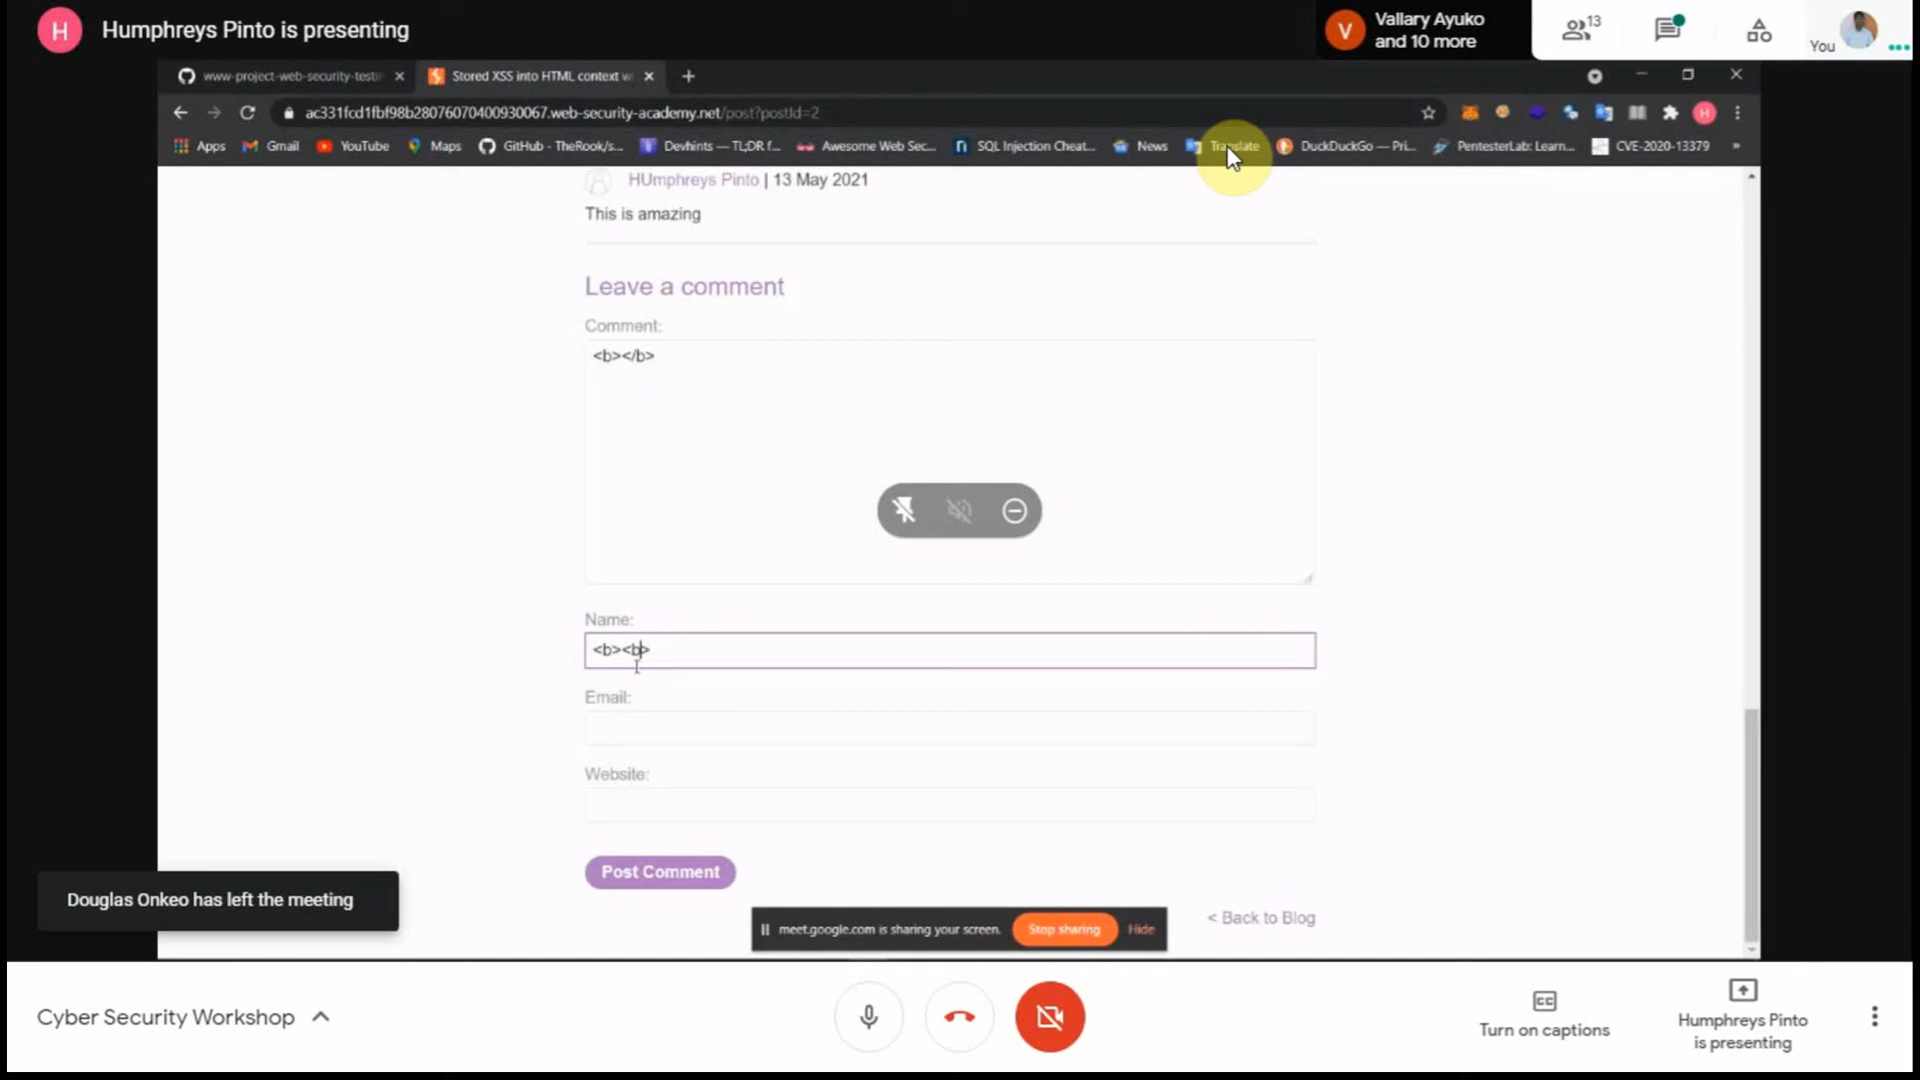 H
Humphreys Pinto is presenting
V
Vallary Ayuko
and 10 more
13
You
www-project-web-security-testin
Stored XSS into HTML context w
ac331fcd1fbf98b28076070400930067.web-security-academy.net/post?postId=2
H
Apps
Gmail
YouTube
Maps
GitHub - TheRook/s...
Devhints — TL;DR f...
Awesome Web Sec...
SQL Injection Cheat...
News
Translate
DuckDuckGo — Pri...
PentesterLab: Learn...
CVE-2020-13379
»
HUmphreys Pinto | 13 May 2021
This is amazing
Leave a comment
Comment:
<b></b>
Name:
<b><b>
Email:
Website:
Post Comment
Douglas Onkeo has left the meeting
meet.google.com is sharing your screen.
Stop sharing
Hide
< Back to Blog
Cyber Security Workshop
CC
Turn on captions
Humphreys Pinto
is presenting